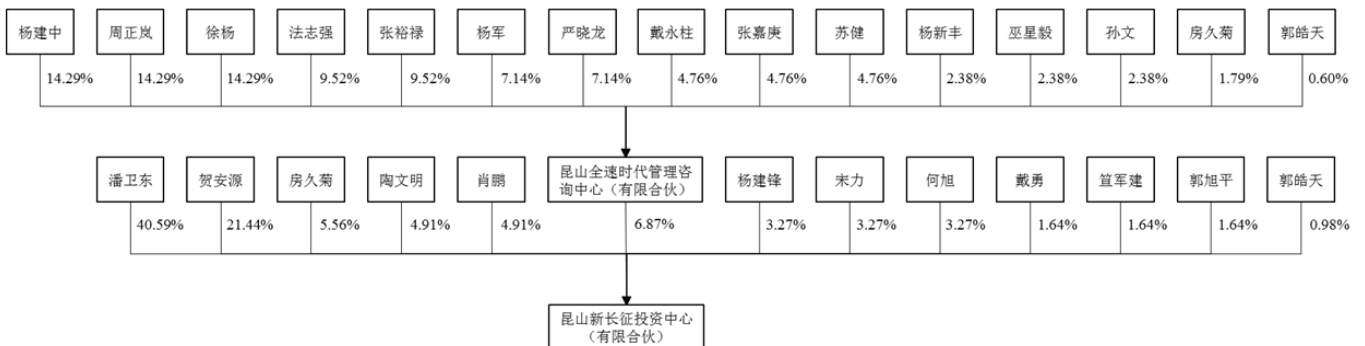 杨建中
周正岚
徐杨
法志强
张裕禄
杨军
严晓龙
戴永柱
张嘉庚
苏健
杨新丰
巫星毅
孙文
房久菊
郭皓天
14.29%
14.29%
14.29%
9.52%
9.52%
7.14%
7.14%
4.76%
4.76%
4.76%
2.38%
2.38%
2.38%
1.79%
0.60%
潘卫东
贺安源
房久菊
陶文明
肖鹏
昆山全速时代管理咨
询中心（有限合伙）
杨建锋
宋力
何旭
戴勇
笪军建
郭旭平
郭皓天
40.59%
21.44%
5.56%
4.91%
4.91%
6.87%
3.27%
3.27%
3.27%
1.64%
1.64%
1.64%
0.98%
昆山新长征投资中心
（有限合伙）